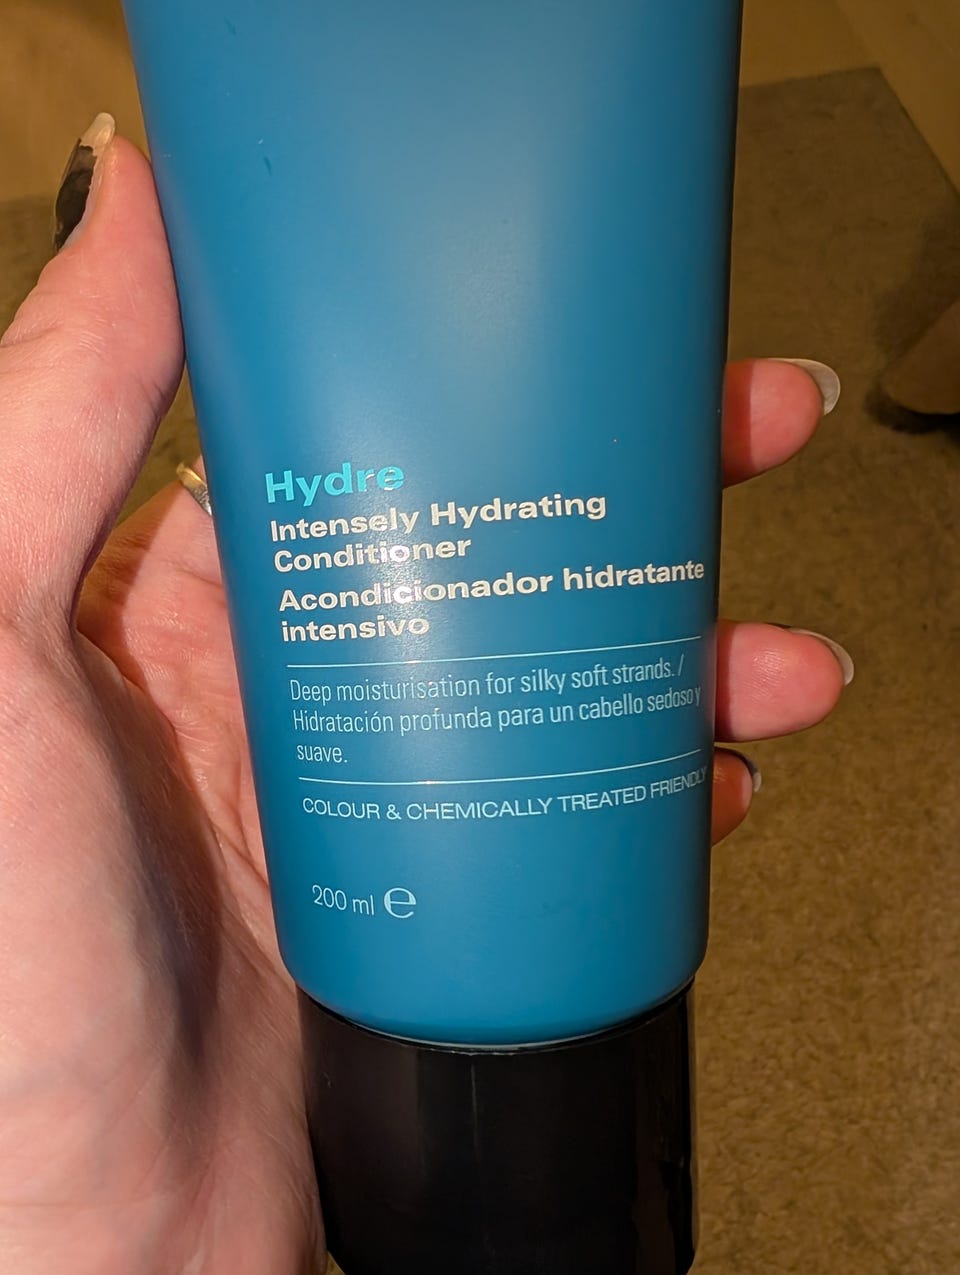 Hydre
Intensely Hydrating
Conditioner
Acondicionador hidratante
intensivo
Deep moisturisation for silky soft strands. /
Hidratación profunda para un cabello sedoso y
suave.
COLOUR & CHEMICALLY TREATED FRIENDLY
200 ml ℮